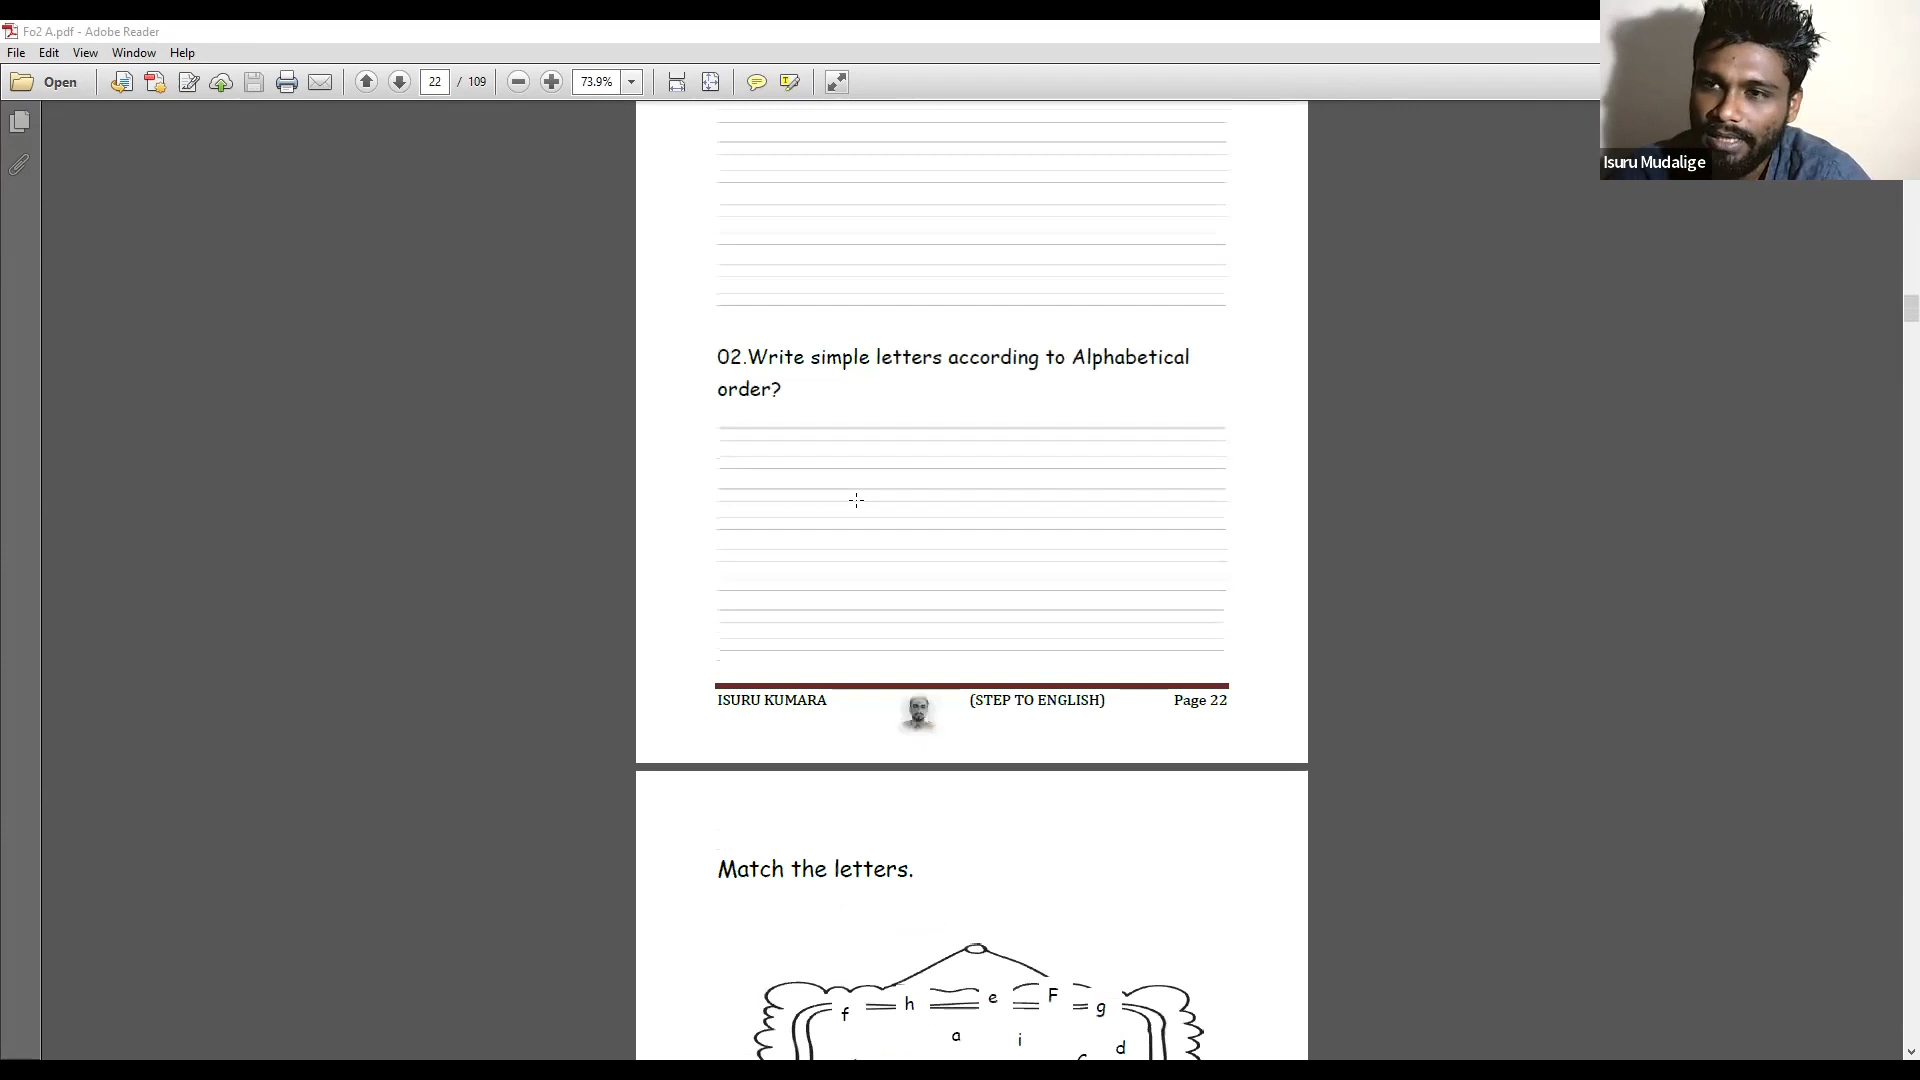 Fo2 A.pdf - Adobe Reader
File Edit View Window Help
Open 22 / 109 73.9%
Isuru Mudalige
02.Write simple letters according to Alphabetical
order?
ISURU KUMARA (STEP TO ENGLISH) Page 22
Match the letters.
f h e F g
a i d